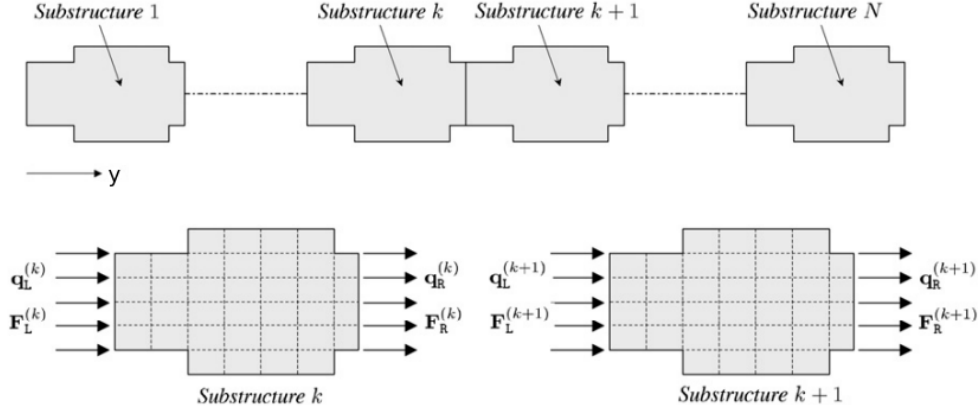 Substructure 1 Substructure k Substructure k + 1 Substructure N
y
q_L^{(k)} q_R^{(k)} q_L^{(k+1)} q_R^{(k+1)}
F_L^{(k)} F_R^{(k)} F_L^{(k+1)} F_R^{(k+1)}
Substructure k Substructure k + 1